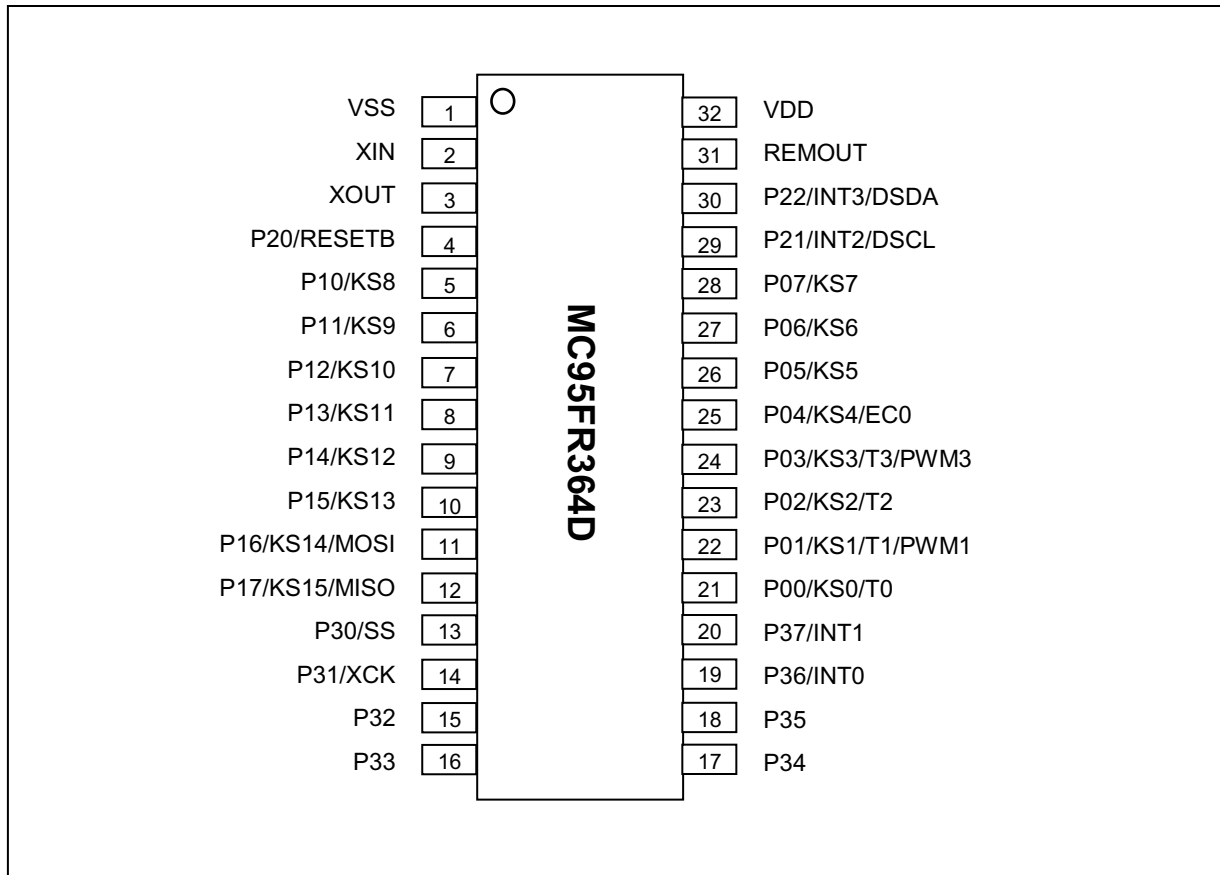 VSS 1 32 VDD
XIN 2 31 REMOUT
XOUT 3 30 P22/INT3/DSDA
P20/RESETB 4 29 P21/INT2/DSCL
P10/KS8 5 28 P07/KS7
P11/KS9 6 27 P06/KS6
P12/KS10 7 26 P05/KS5
P13/KS11 8 25 P04/KS4/EC0
P14/KS12 9 24 P03/KS3/T3/PWM3
P15/KS13 10 23 P02/KS2/T2
P16/KS14/MOSI 11 22 P01/KS1/T1/PWM1
P17/KS15/MISO 12 21 P00/KS0/T0
P30/SS 13 20 P37/INT1
P31/XCK 14 19 P36/INT0
P32 15 18 P35
P33 16 17 P34
MC95FR364D